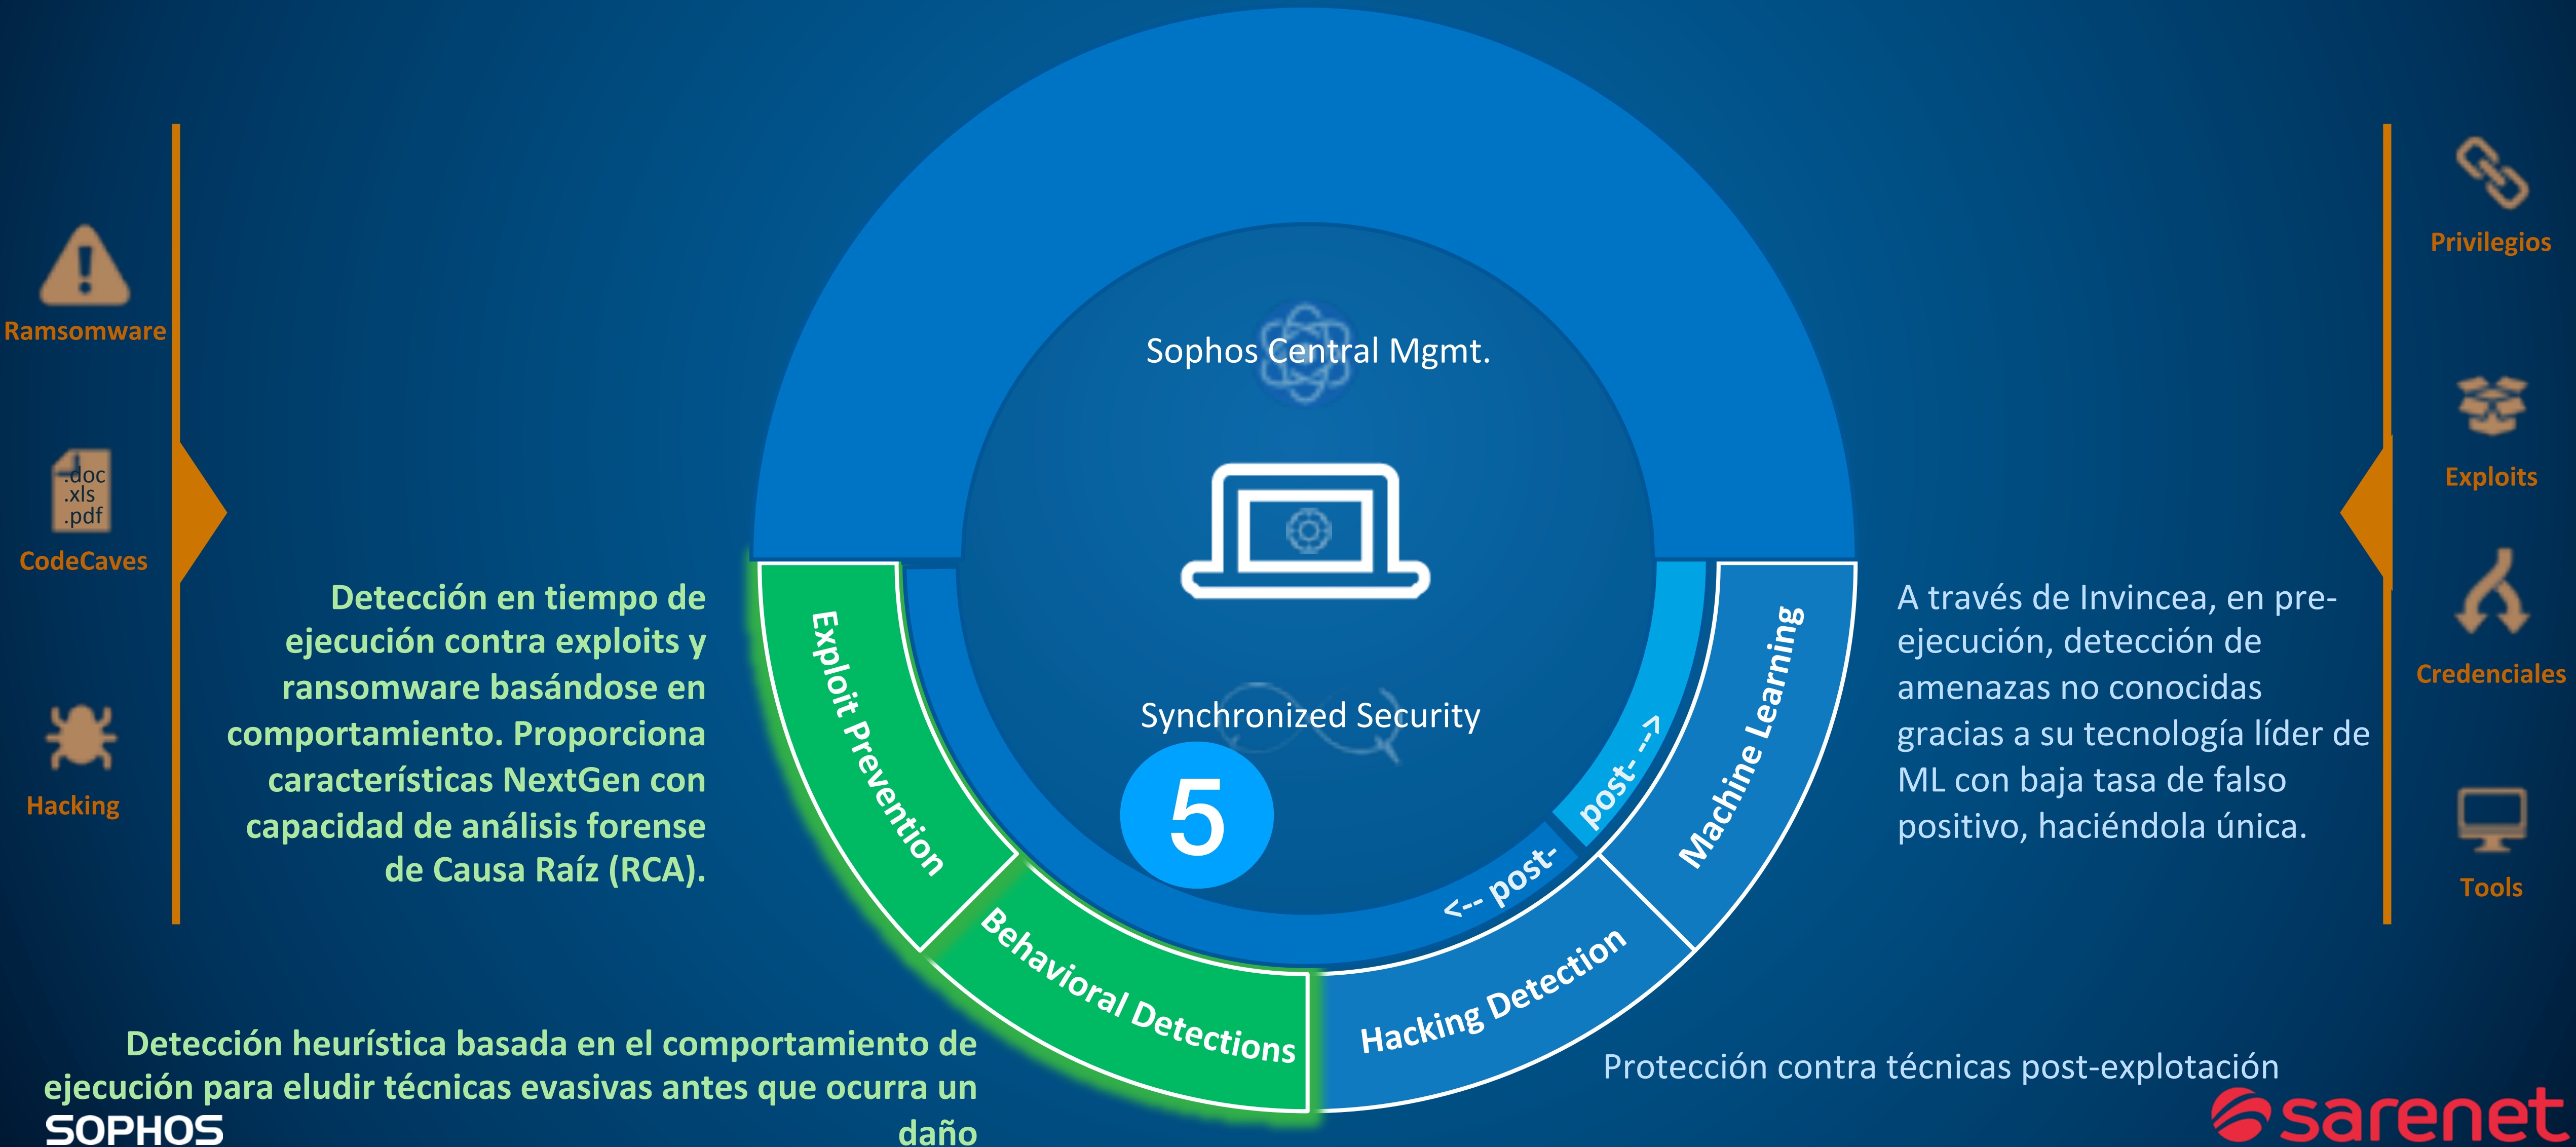 Ramsomware
.doc
.xls
.pdf
CodeCaves
Hacking
Detección en tiempo de
ejecución contra exploits y
ransomware basándose en
comportamiento. Proporciona
características NextGen con
capacidad de análisis forense
de Causa Raíz (RCA).
Detección heurística basada en el comportamiento de
ejecución para eludir técnicas evasivas antes que ocurra un
daño
SOPHOS
Sophos Central Mgmt.
Synchronized Security
5
Exploit Prevention
Behavioral Detections
Hacking Detection
Machine Learning
<-- post-
post- -->
A través de Invincea, en pre-
ejecución, detección de
amenazas no conocidas
gracias a su tecnología líder de
ML con baja tasa de falso
positivo, haciéndola única.
Protección contra técnicas post-explotación
Privilegios
Exploits
Credenciales
Tools
sarenet